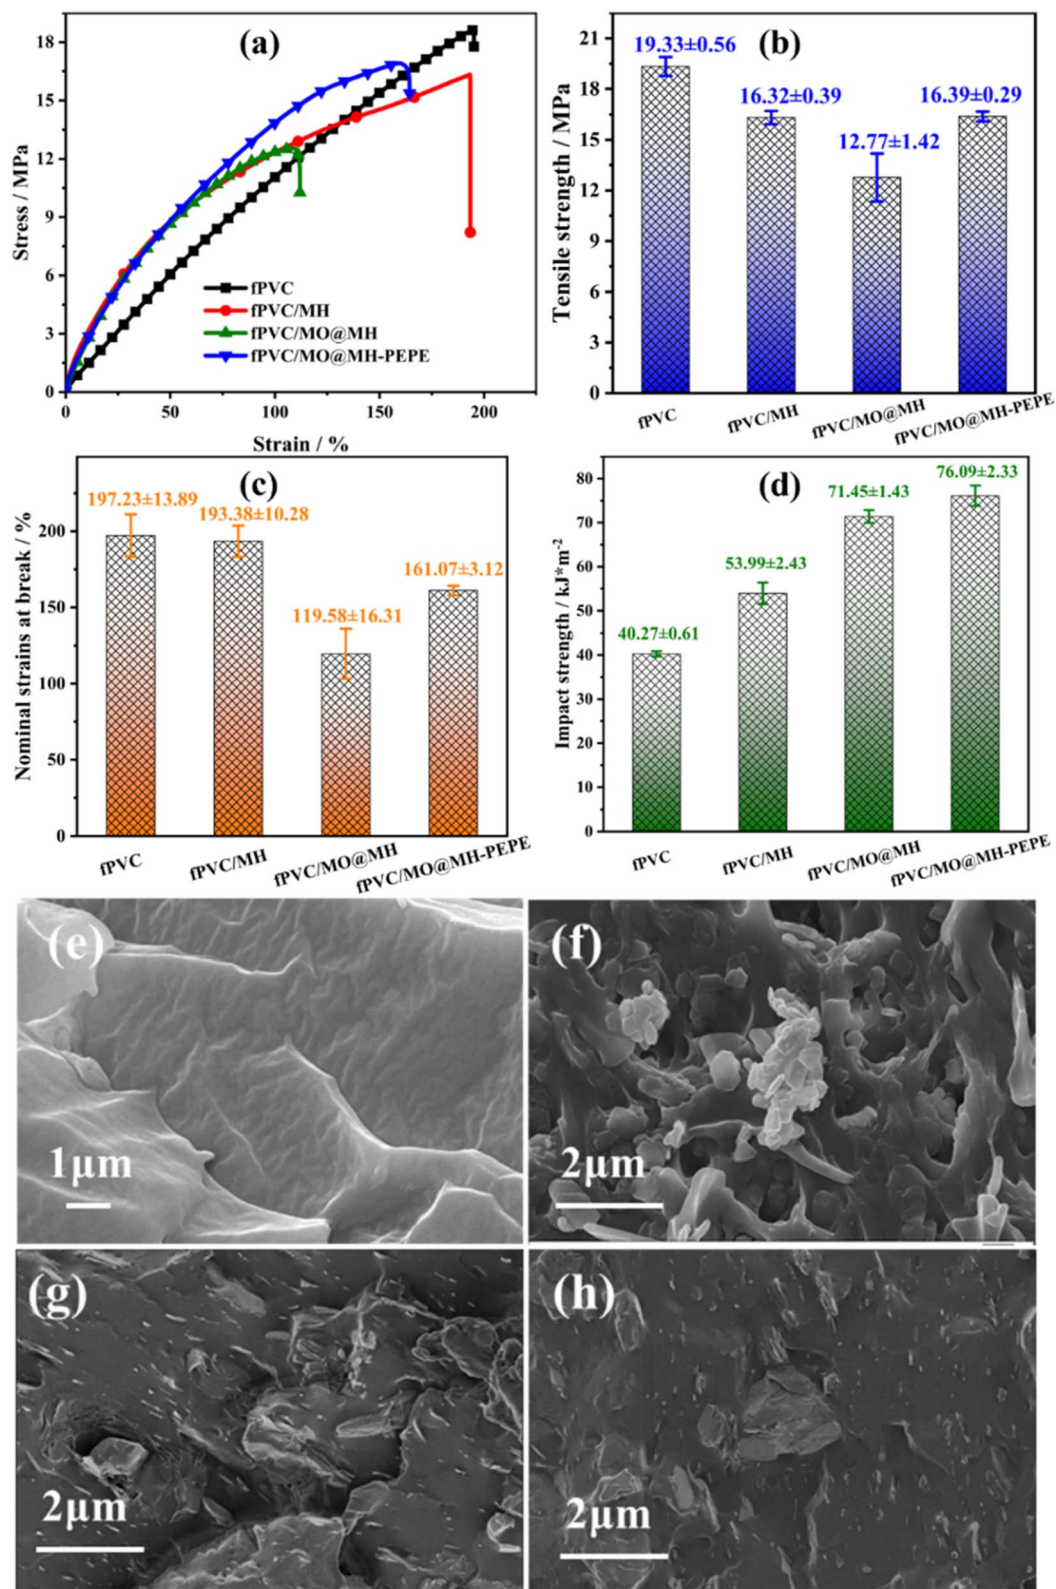 (a)
18
15
12
9
6
3
0
Stress / MPa
fPVC
fPVC/MH
fPVC/MO@MH
fPVC/MO@MH-PEPE
0 50 100 150 200
Strain / %
(b)
21
18
15
12
9
6
3
0
Tensile strength / MPa
19.33±0.56
16.32±0.39
12.77±1.42
16.39±0.29
fPVC
fPVC/MH
fPVC/MO@MH
fPVC/MO@MH-PEPE
(c)
200
150
100
50
0
Nominal strains at break / %
197.23±13.89
193.38±10.28
119.58±16.31
161.07±3.12
fPVC
fPVC/MH
fPVC/MO@MH
fPVC/MO@MH-PEPE
(d)
80
70
60
50
40
30
20
10
0
Impact strength / kJ*m⁻²
40.27±0.61
53.99±2.43
71.45±1.43
76.09±2.33
fPVC
fPVC/MH
fPVC/MO@MH
fPVC/MO@MH-PEPE
(e)
1μm
(f)
2μm
(g)
2μm
(h)
2μm